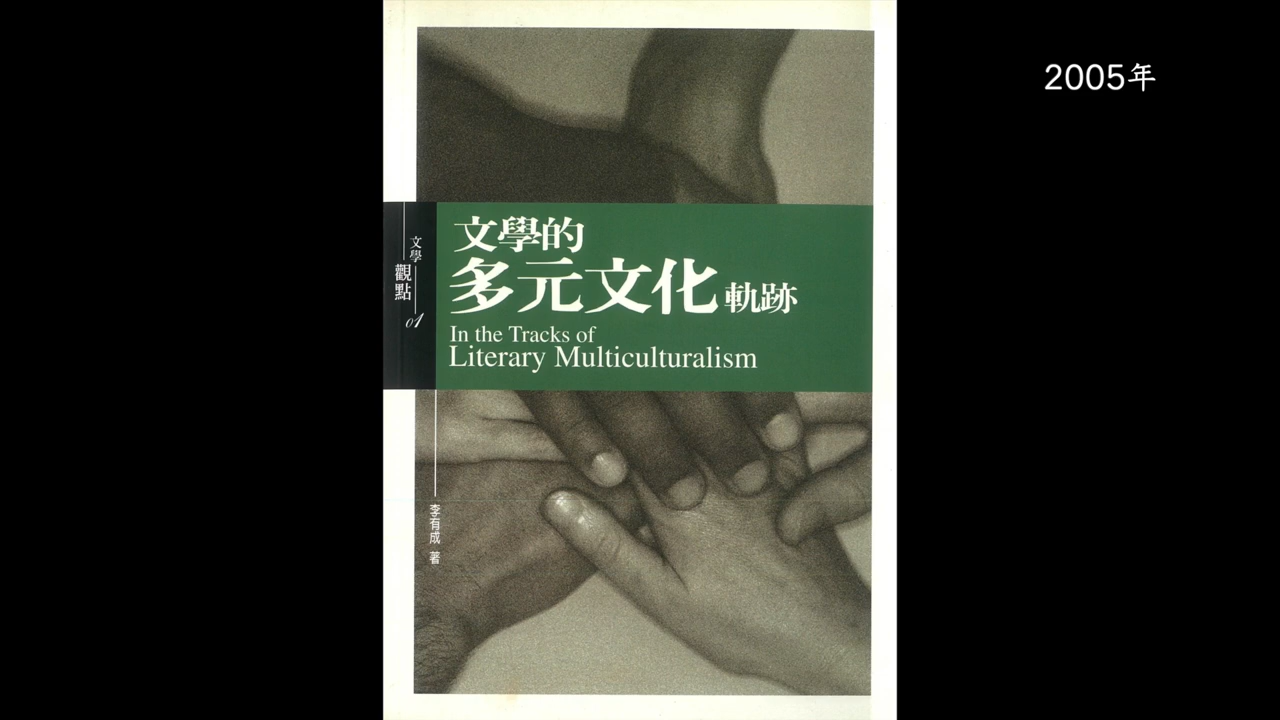 2005年
文學的
多元文化軌跡
In the Tracks of
Literary Multiculturalism
文學
觀點
01
李有成 著